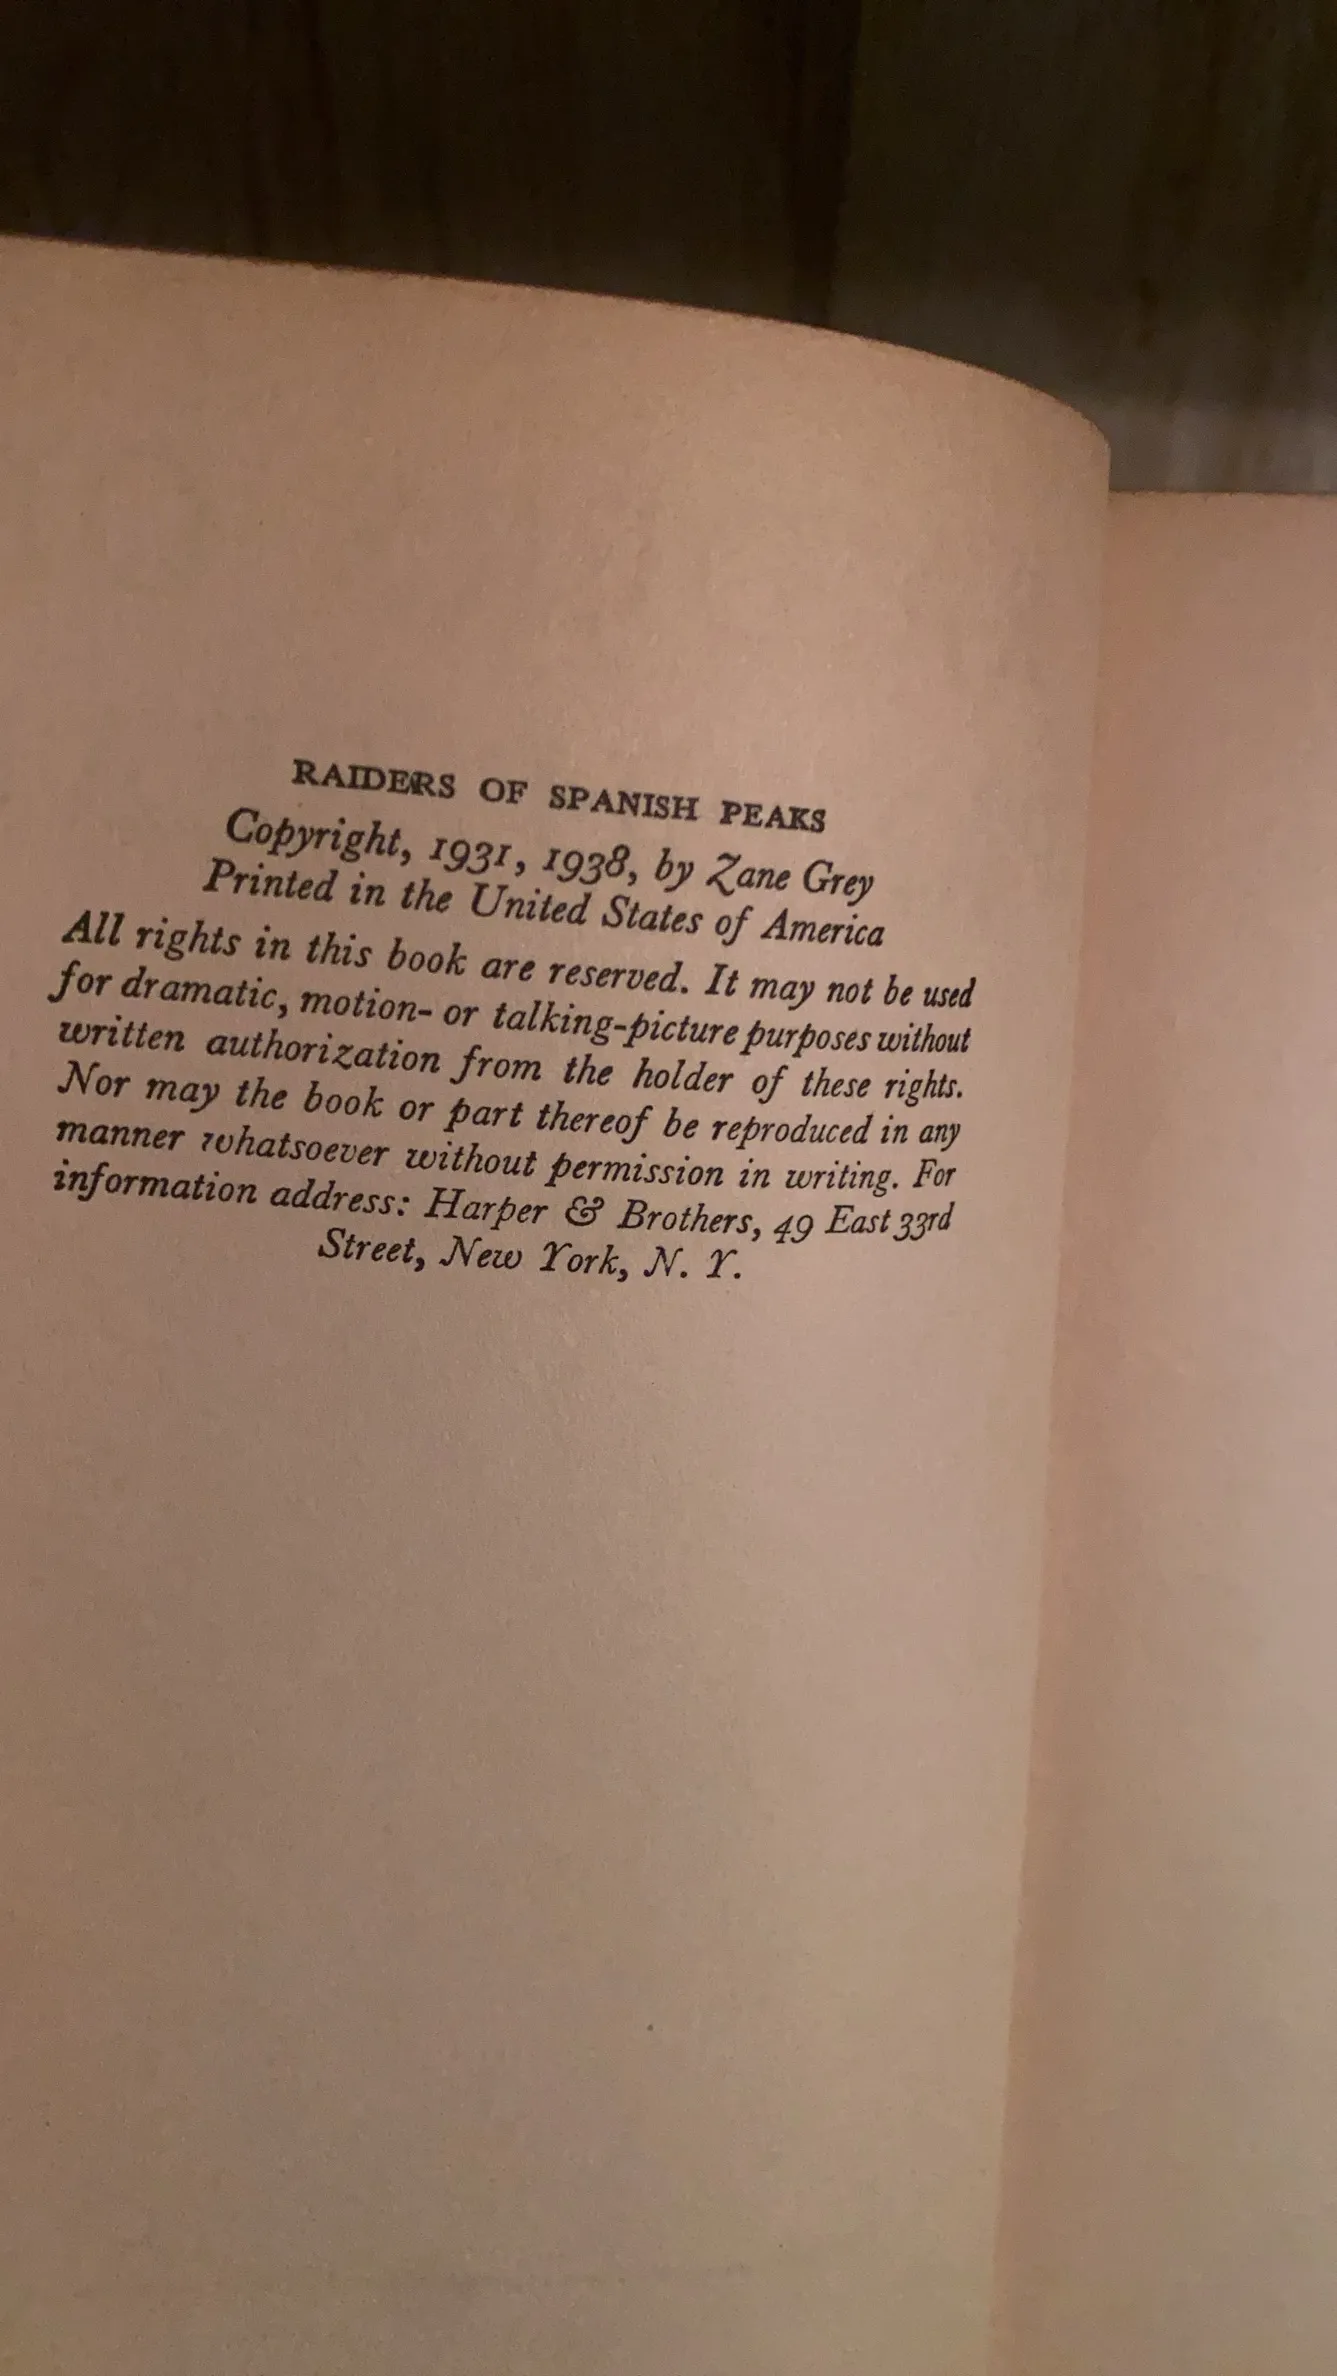 RAIDERS OF SPANISH PEAKS
Copyright, 1931, 1938, by Zane Grey
Printed in the United States of America
All rights in this book are reserved. It may not be used
for dramatic, motion- or talking-picture purposes without
written authorization from the holder of these rights.
Nor may the book or part thereof be reproduced in any
manner whatsoever without permission in writing. For
information address: Harper & Brothers, 49 East 33rd
Street, New York, N. Y.